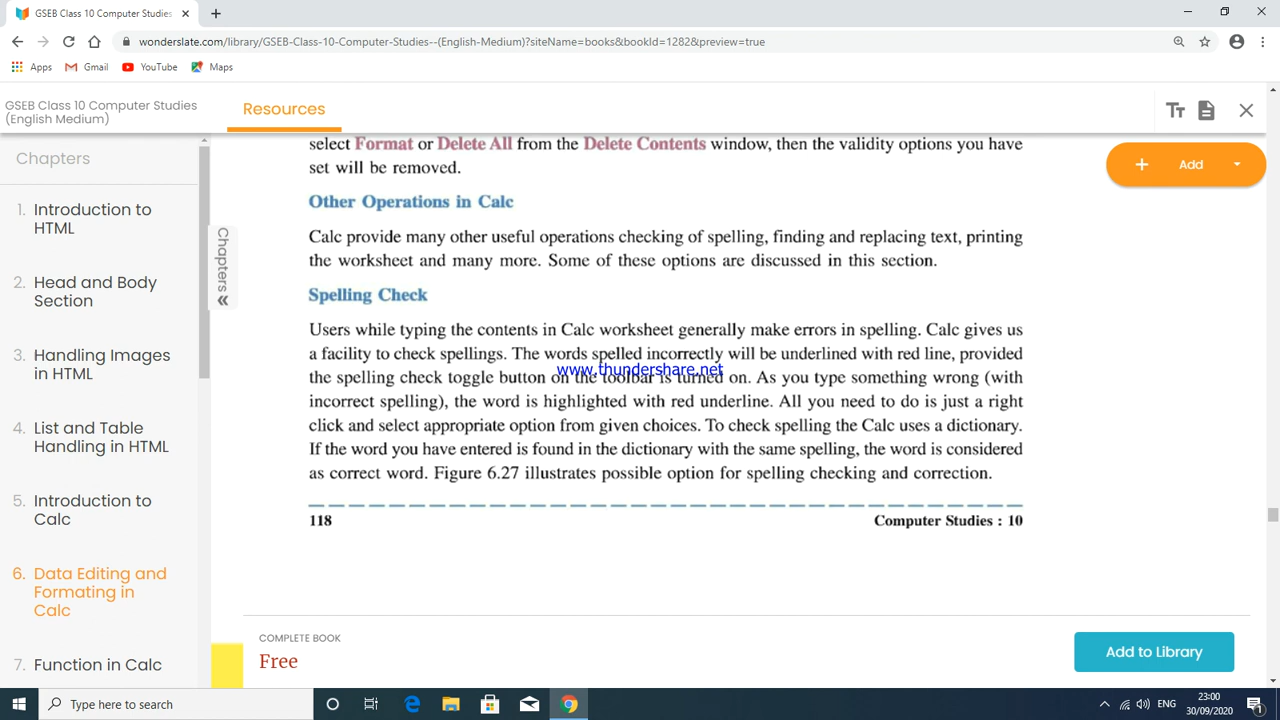 GSEB Class 10 Computer Studies
wonderslate.com/library/GSEB-Class-10-Computer-Studies--(English-Medium)?siteName=books&bookId=1282&preview=true
Apps Gmail YouTube Maps
GSEB Class 10 Computer Studies
(English Medium)
Resources
Chapters
1. Introduction to
HTML
2. Head and Body
Section
3. Handling Images
in HTML
4. List and Table
Handling in HTML
5. Introduction to
Calc
6. Data Editing and
Formating in
Calc
7. Function in Calc
Chapters
Add
select Format or Delete All from the Delete Contents window, then the validity options you have
set will be removed.
Other Operations in Calc
Calc provide many other useful operations checking of spelling, finding and replacing text, printing
the worksheet and many more. Some of these options are discussed in this section.
Spelling Check
Users while typing the contents in Calc worksheet generally make errors in spelling. Calc gives us
a facility to check spellings. The words spelled incorrectly will be underlined with red line, provided
www.thundershare.net
the spelling check toggle button on the toolbar is turned on. As you type something wrong (with
incorrect spelling), the word is highlighted with red underline. All you need to do is just a right
click and select appropriate option from given choices. To check spelling the Calc uses a dictionary.
If the word you have entered is found in the dictionary with the same spelling, the word is considered
as correct word. Figure 6.27 illustrates possible option for spelling checking and correction.
118 Computer Studies : 10
COMPLETE BOOK
Free
Add to Library
Type here to search
ENG
23:00
30/09/2020